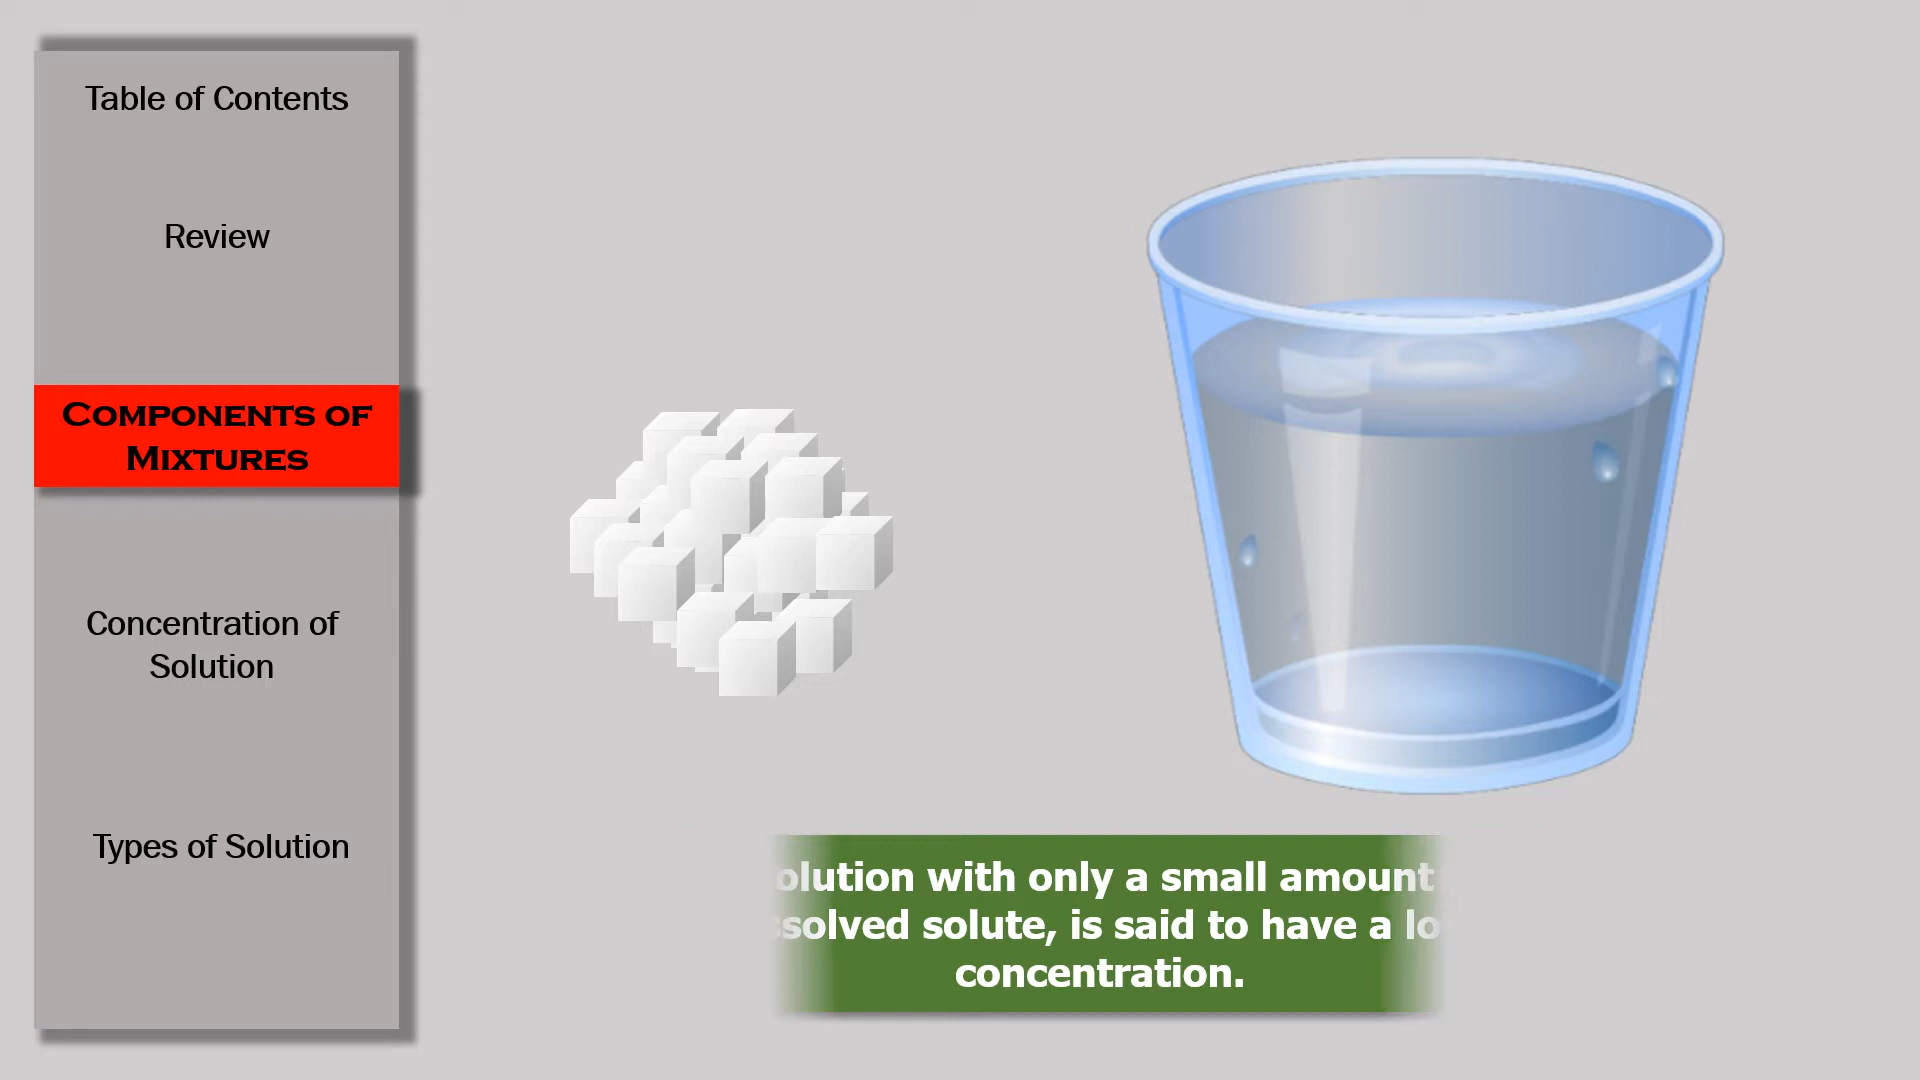 Table of Contents
Review
COMPONENTS OF
MIXTURES
Concentration of
Solution
Types of Solution
olution with only a small amount
solved solute, is said to have a lo
concentration.